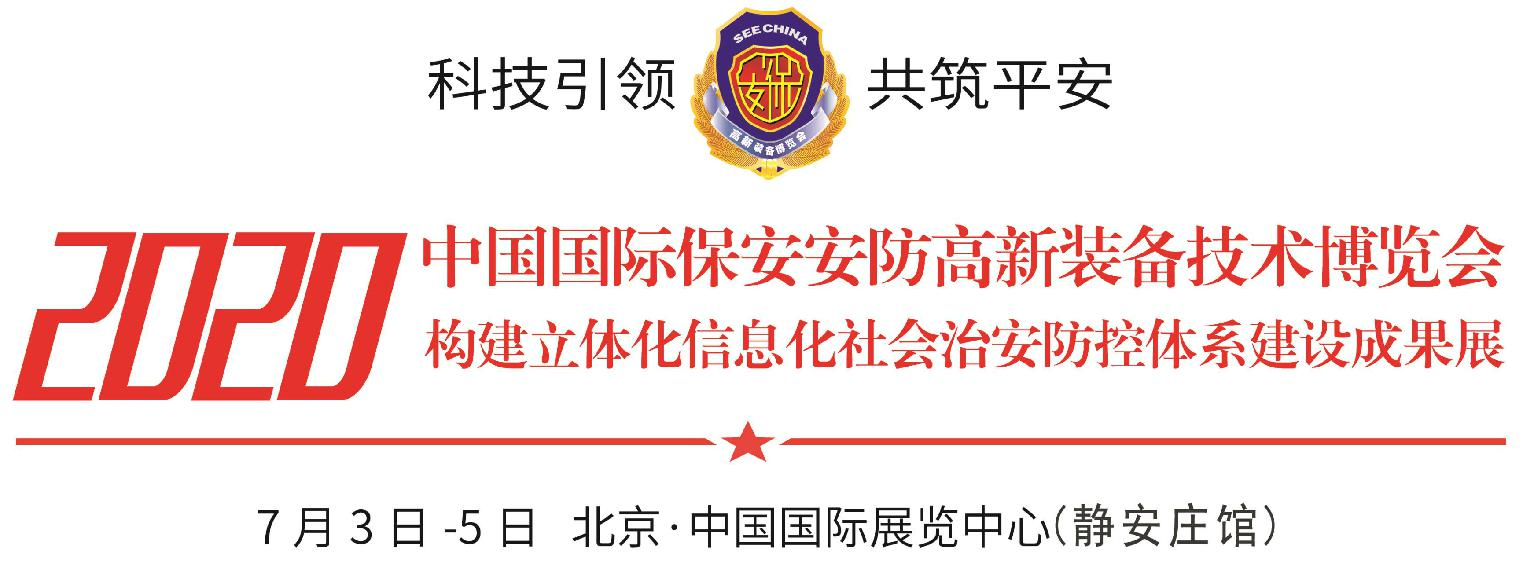 科技引领 共筑平安
SEE CHINA
高新装备博览会
2020
中国国际保安安防高新装备技术博览会
构建立体化信息化社会治安防控体系建设成果展
7月3日-5日 北京·中国国际展览中心(静安庄馆)